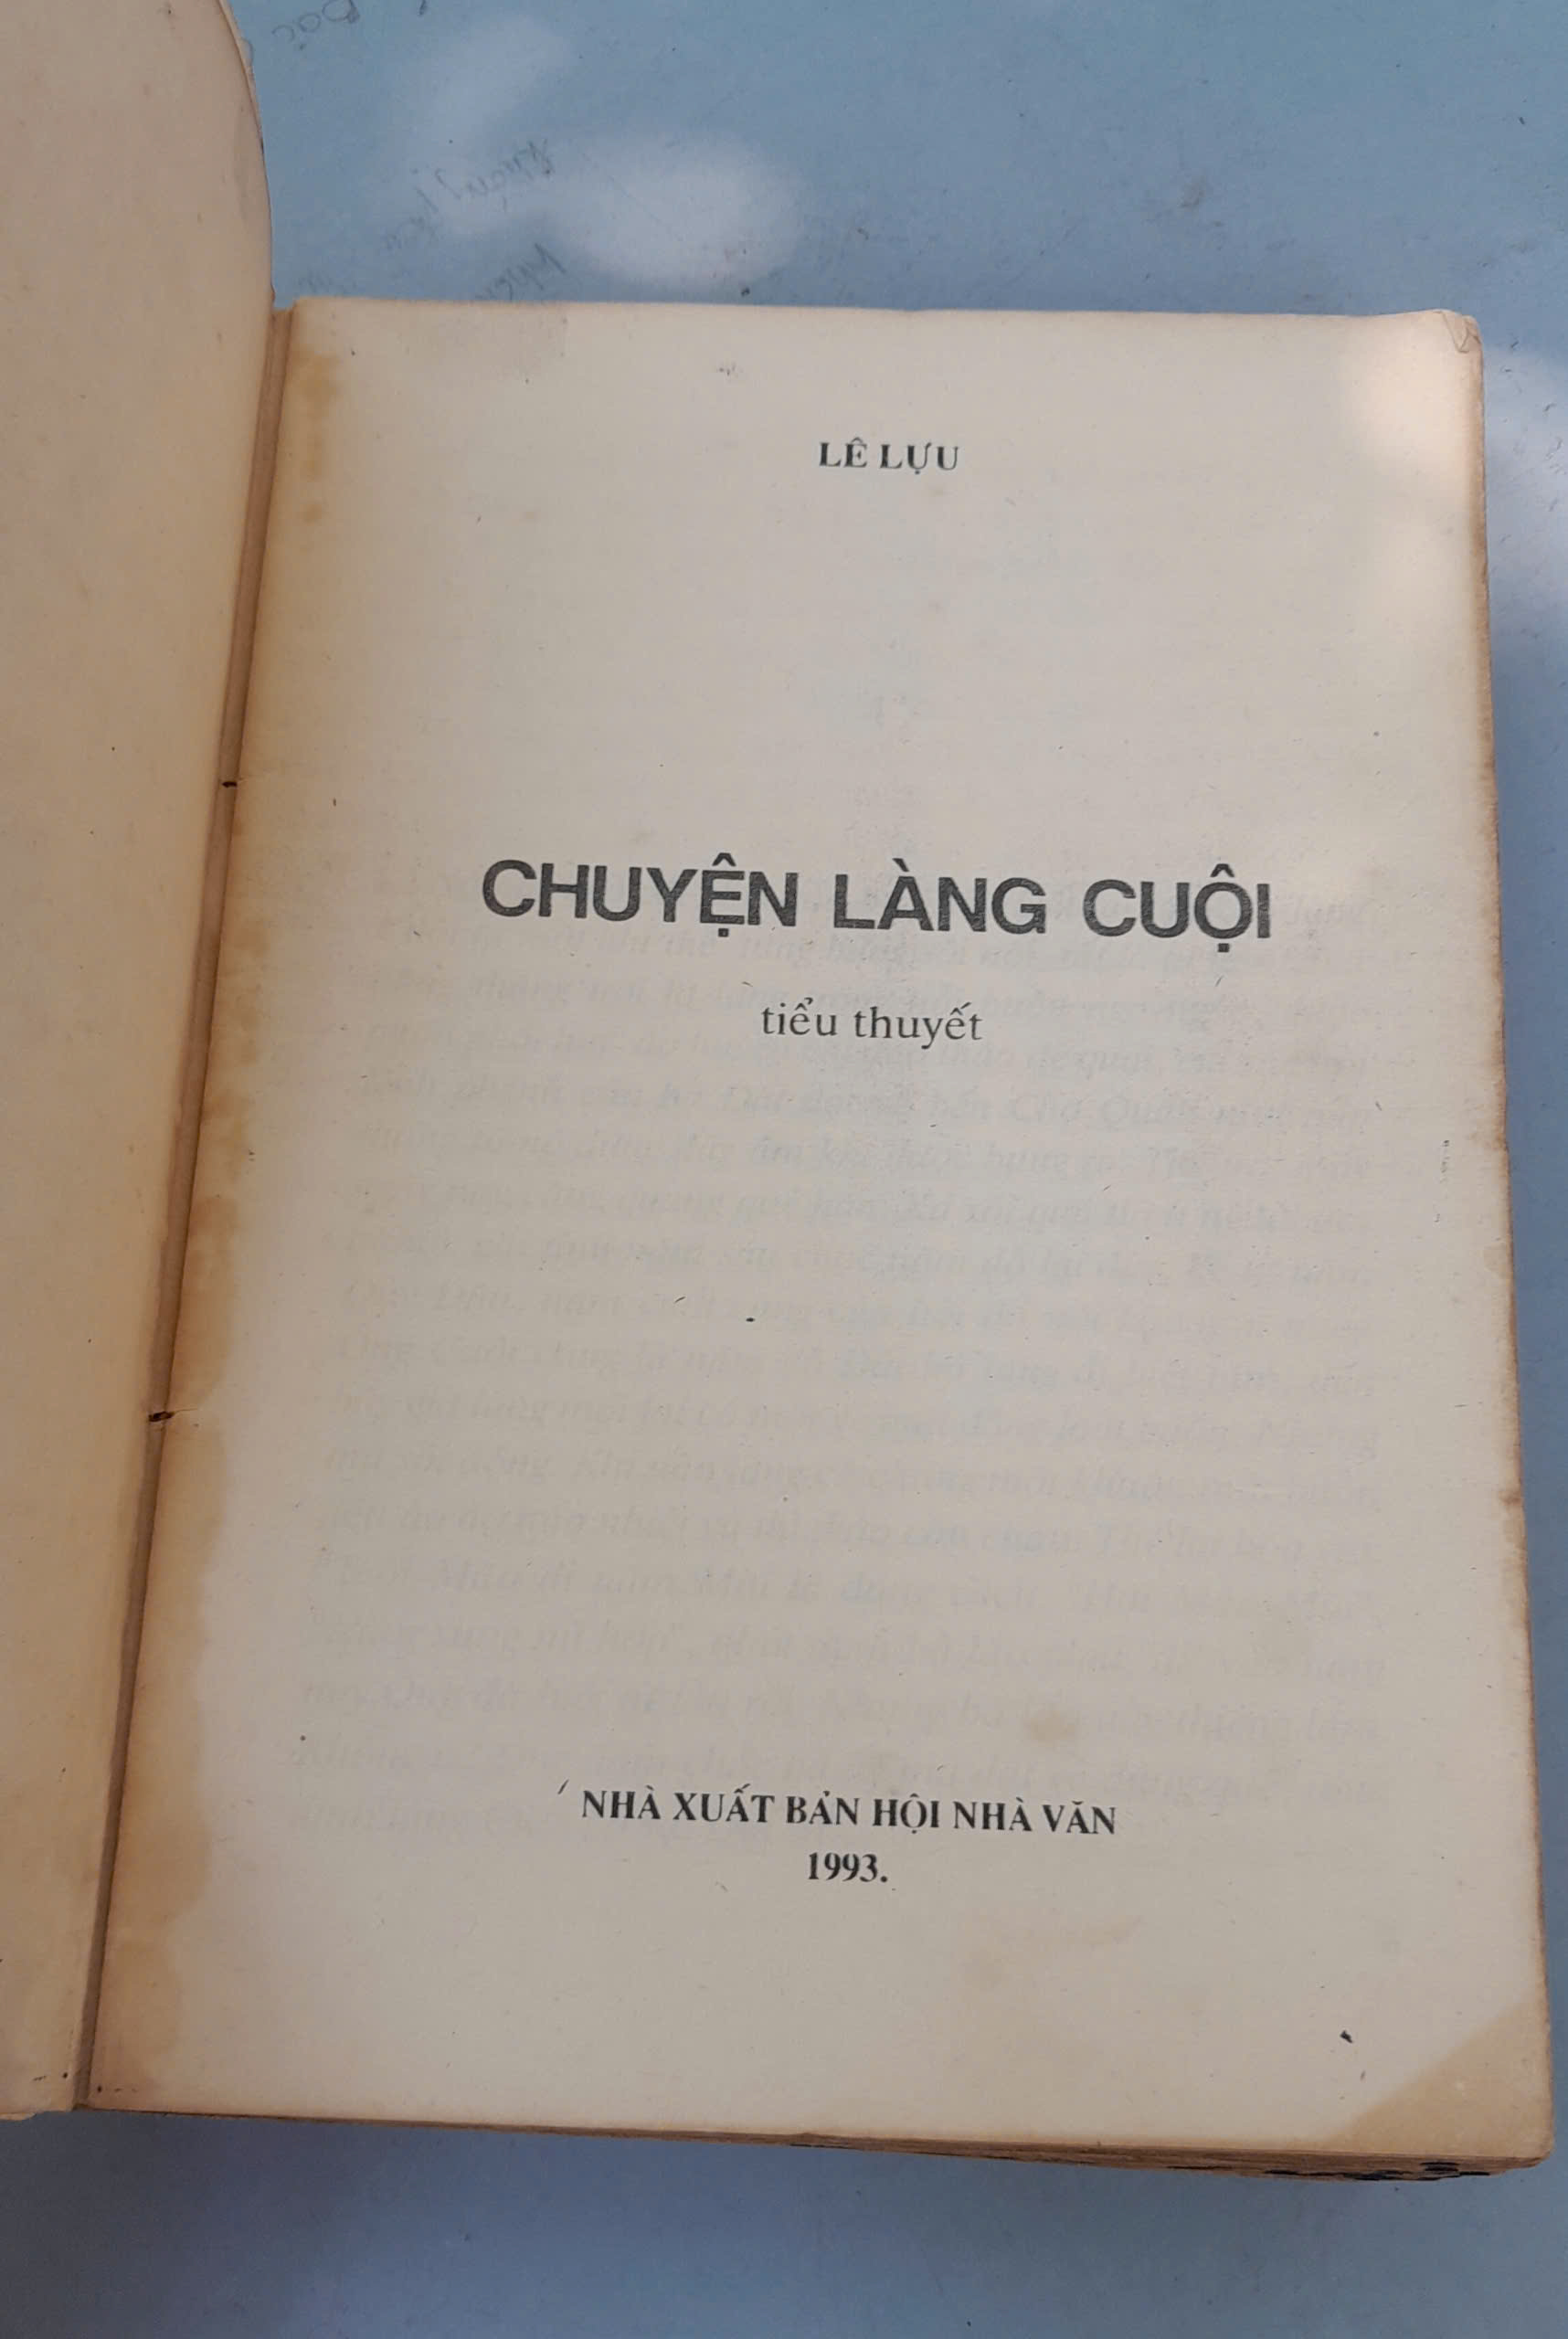 LÊ LỰU
CHUYỆN LÀNG CUỘI
tiểu thuyết
NHÀ XUẤT BẢN HỘI NHÀ VĂN
1993.